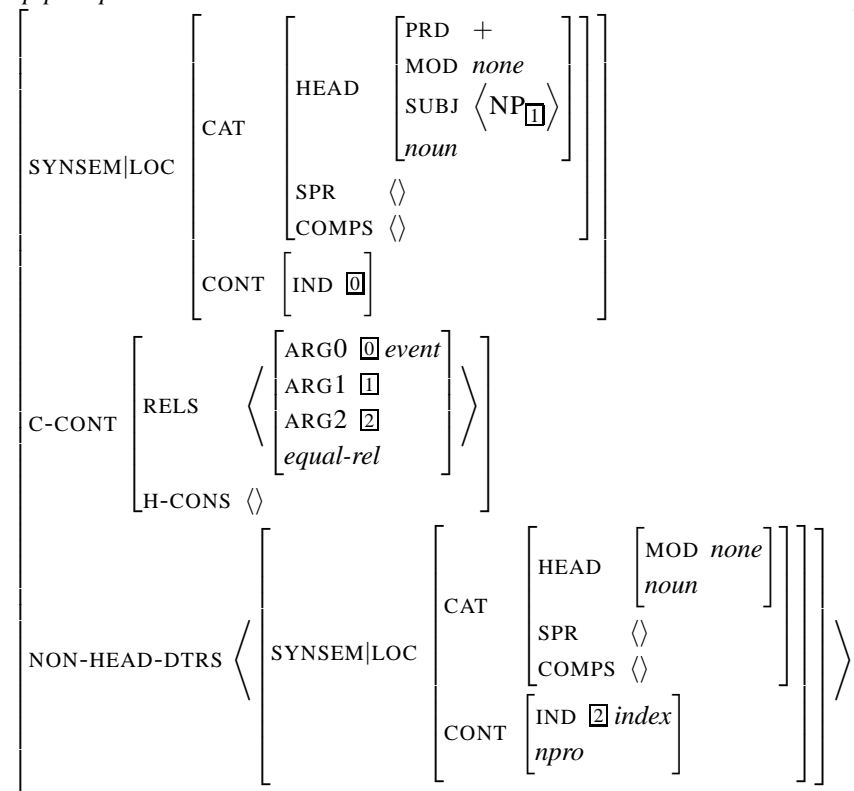 PRD +
MOD none
HEAD
SUBJ ⟨NP[1]⟩
CAT
noun
SYNSEM|LOC
SPR ⟨⟩
COMPS ⟨⟩
CONT [IND [0]]
ARG0 [0] event
ARG1 [1]
RELS
C-CONT
ARG2 [2]
equal-rel
H-CONS ⟨⟩
MOD none
HEAD
noun
CAT
SPR ⟨⟩
NON-HEAD-DTRS
SYNSEM|LOC
COMPS ⟨⟩
IND [2] index
CONT
npro